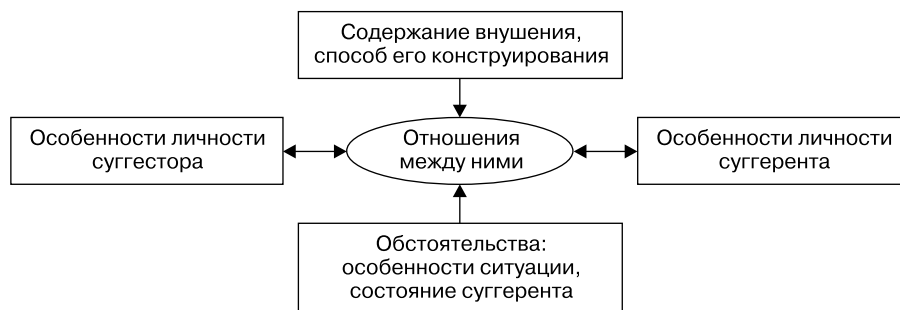 Содержание внушения,
способ его конструирования
Особенности личности
суггестора
Отношения
между ними
Особенности личности
суггерента
Обстоятельства:
особенности ситуации,
состояние суггерента